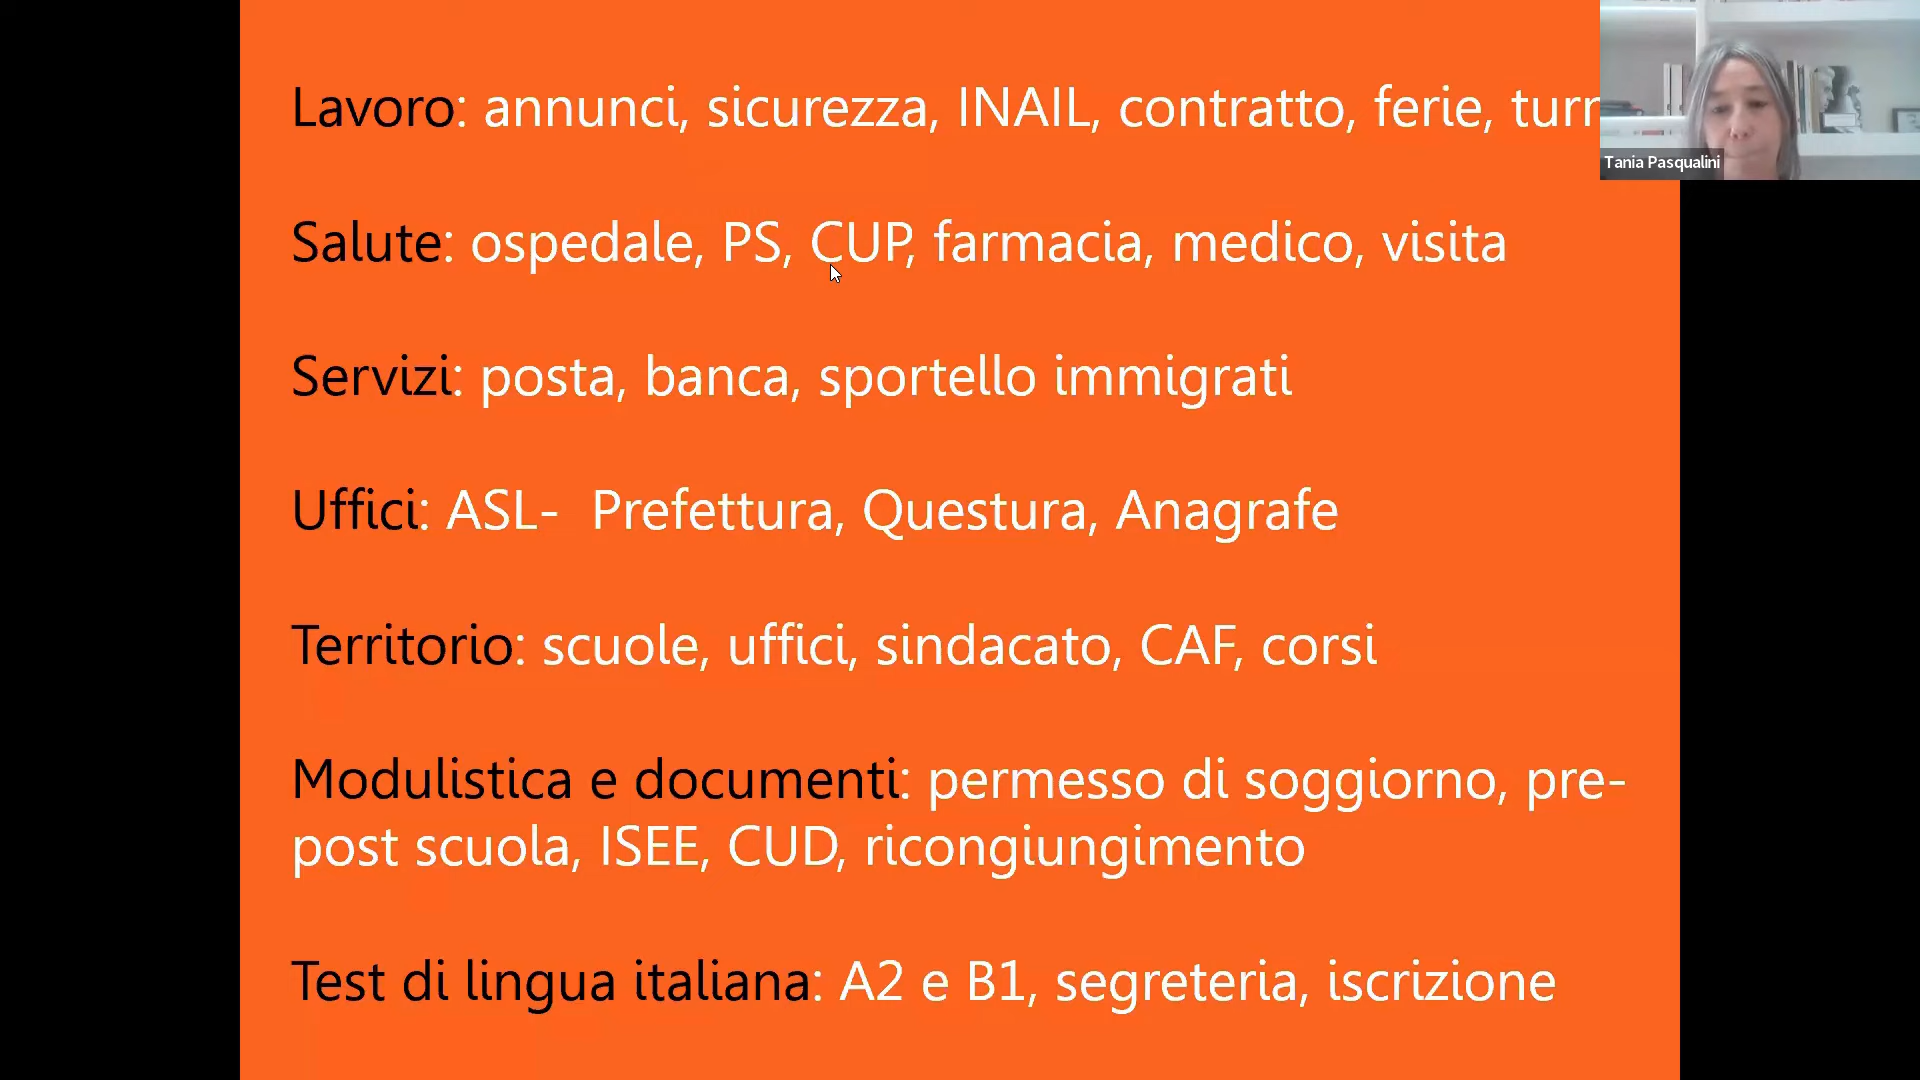 Lavoro: annunci, sicurezza, INAIL, contratto, ferie,
Tania Pasqualini
Salute: ospedale, PS, CUP, farmacia, medico, visita
Servizi: posta, banca, sportello immigrati
Uffici: ASL-  Prefettura, Questura, Anagrafe
Territorio: scuole, uffici, sindacato, CAF, corsi
Modulistica e documenti: permesso di soggiorno, pre-
post scuola, ISEE, CUD, ricongiungimento
Test di lingua italiana: A2 e B1, segreteria, iscrizione